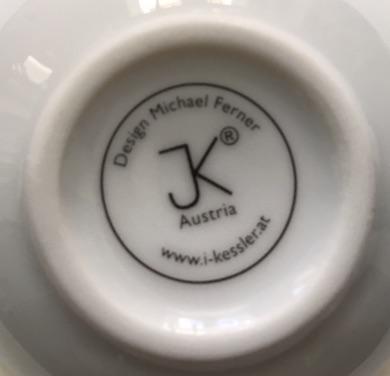 Design Michael Ferner
JK®
Austria
www.i-kessler.at